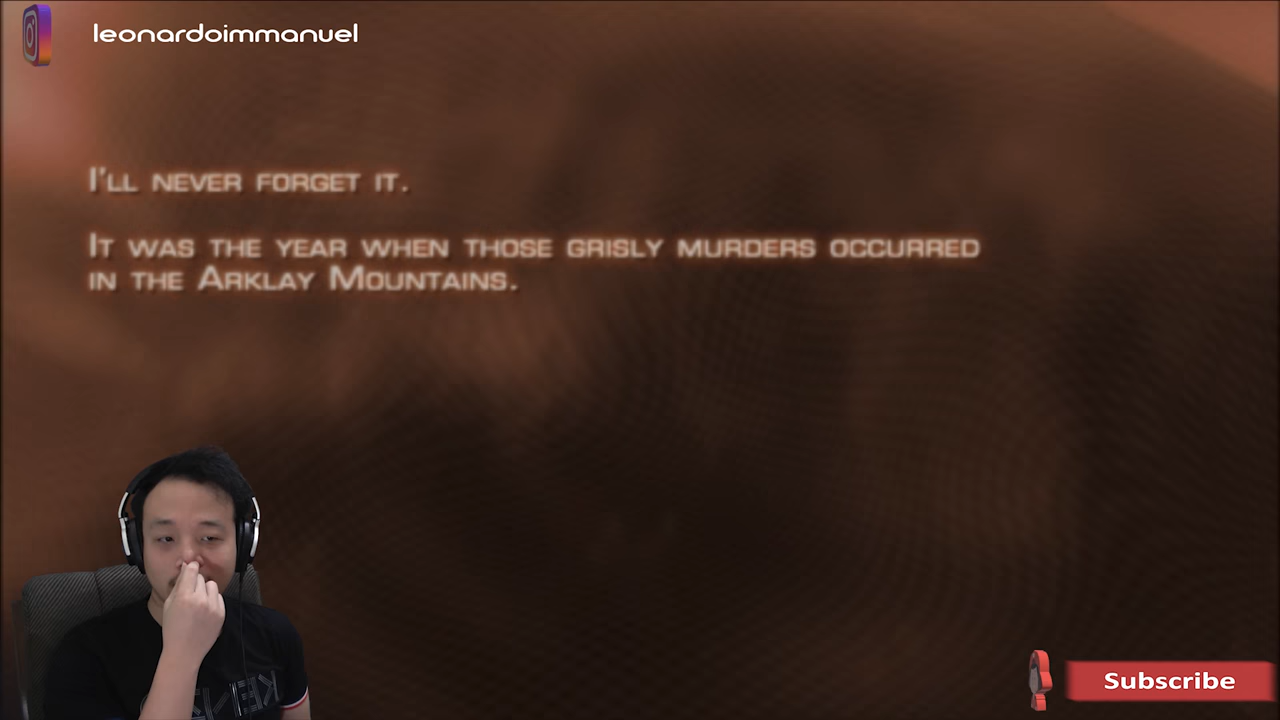 leonardoimmanuel
I'LL NEVER FORGET IT.
IT WAS THE YEAR WHEN THOSE GRISLY MURDERS OCCURRED
IN THE ARKLAY MOUNTAINS.
Subscribe